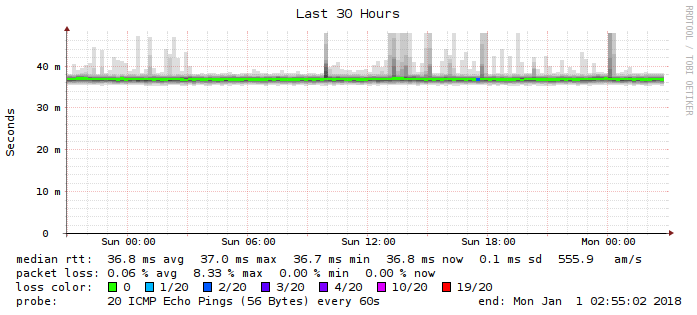 Last 30 Hours
RRDTOOL / TOBI OETIKER
Seconds
40 m
30 m
20 m
10 m
0
Sun 00:00 Sun 06:00 Sun 12:00 Sun 18:00 Mon 00:00
median rtt: 36.8 ms avg 37.0 ms max 36.7 ms min 36.8 ms now 0.1 ms sd 555.9 am/s
packet loss: 0.06 % avg 8.33 % max 0.00 % min 0.00 % now
loss color: 0 1/20 2/20 3/20 4/20 10/20 19/20
probe: 20 ICMP Echo Pings (56 Bytes) every 60s end: Mon Jan 1 02:55:02 2018